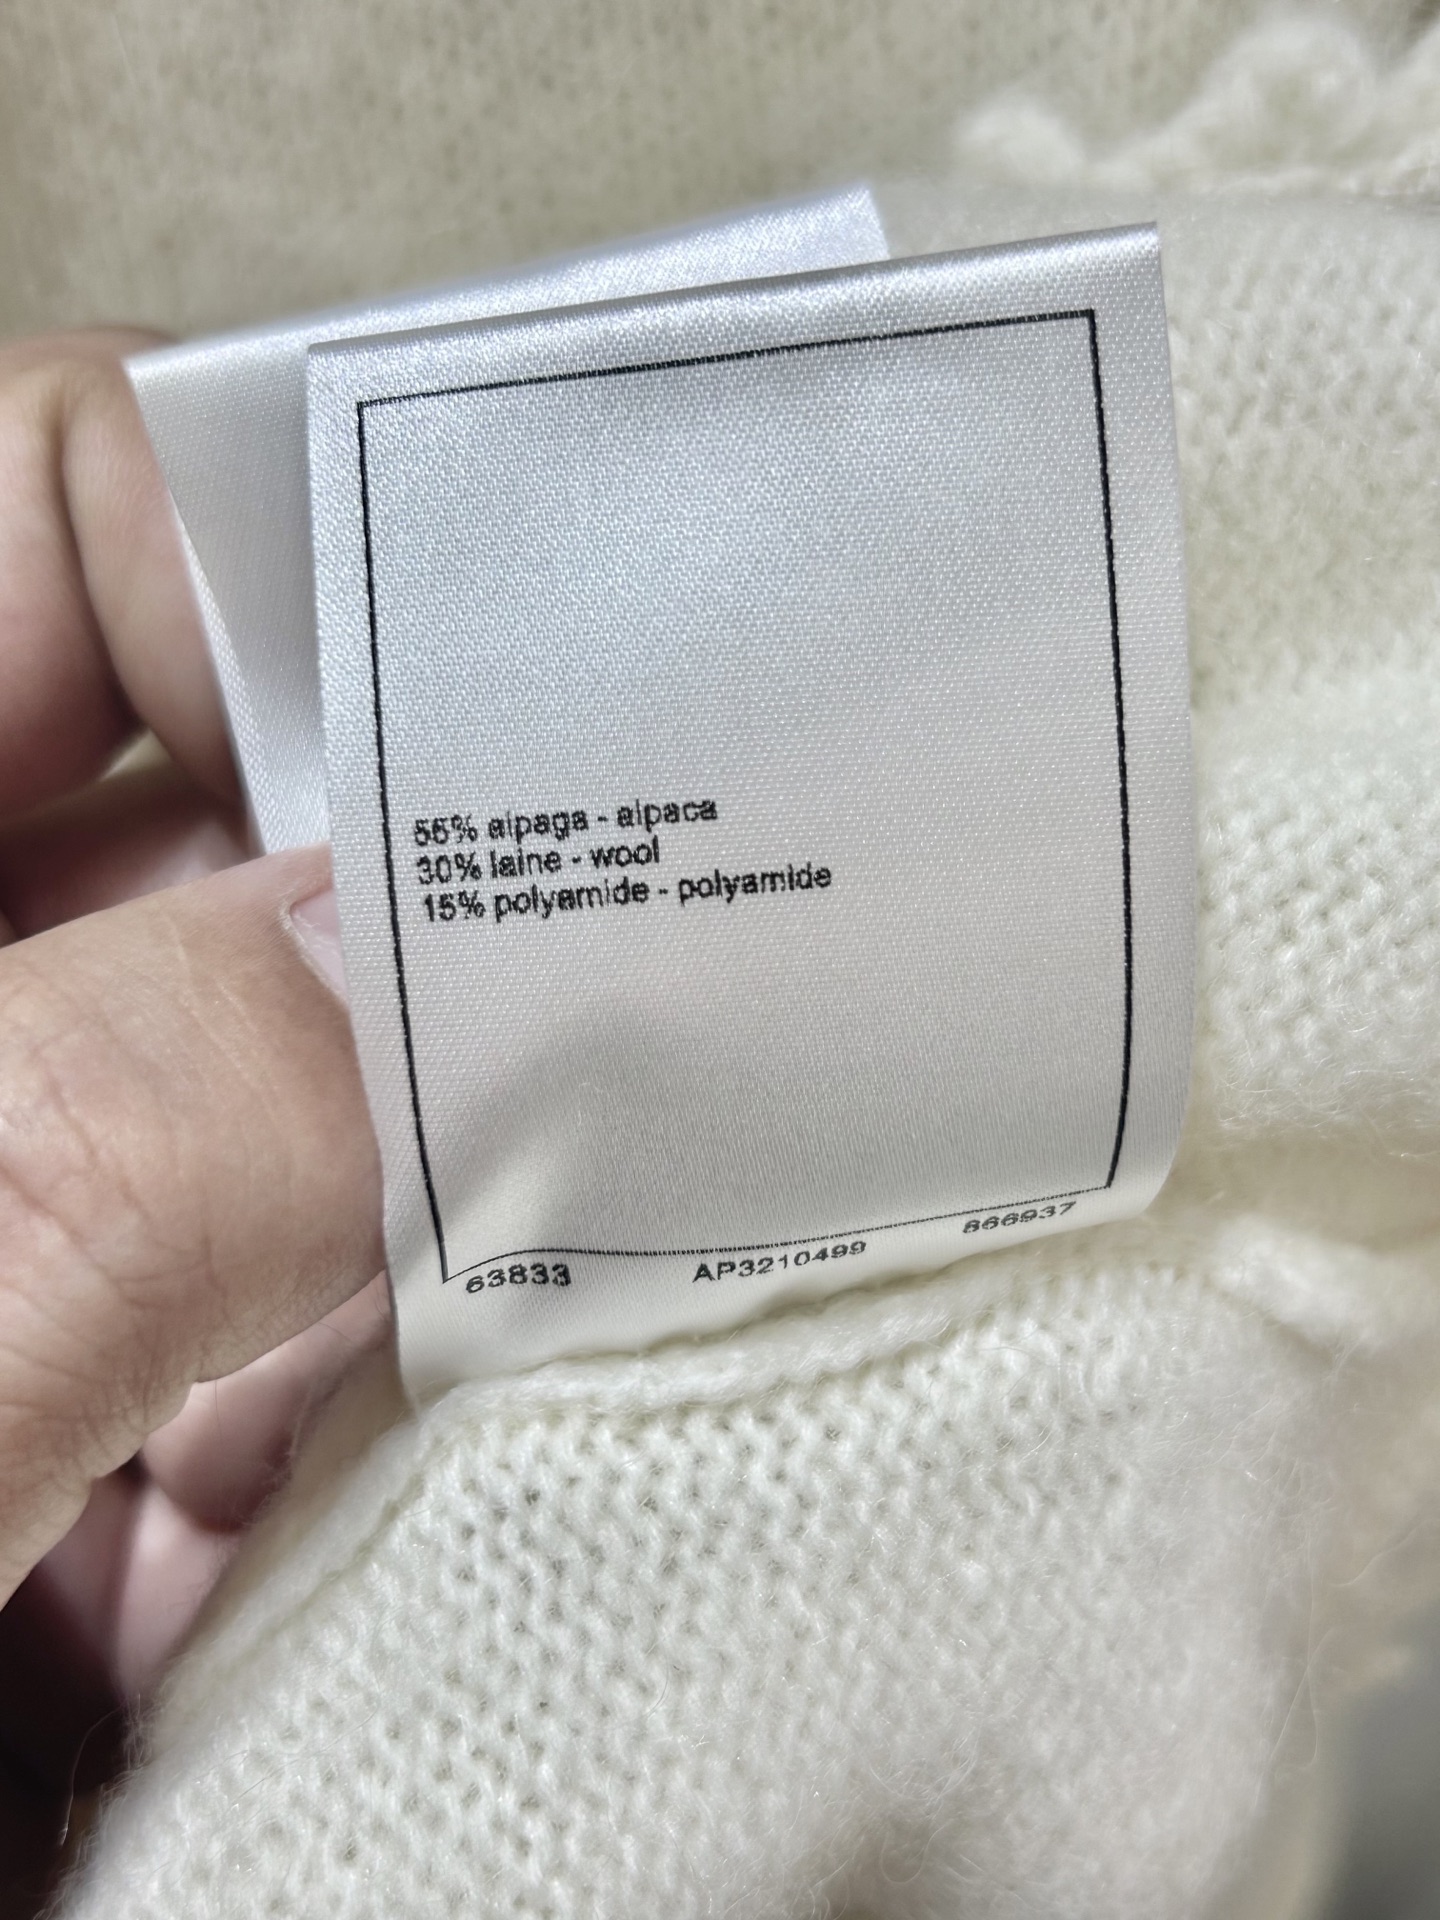 55% alpaga - alpaca
30% laine - wool
15% polyamide - polyamide
63833 AP3210499 866937